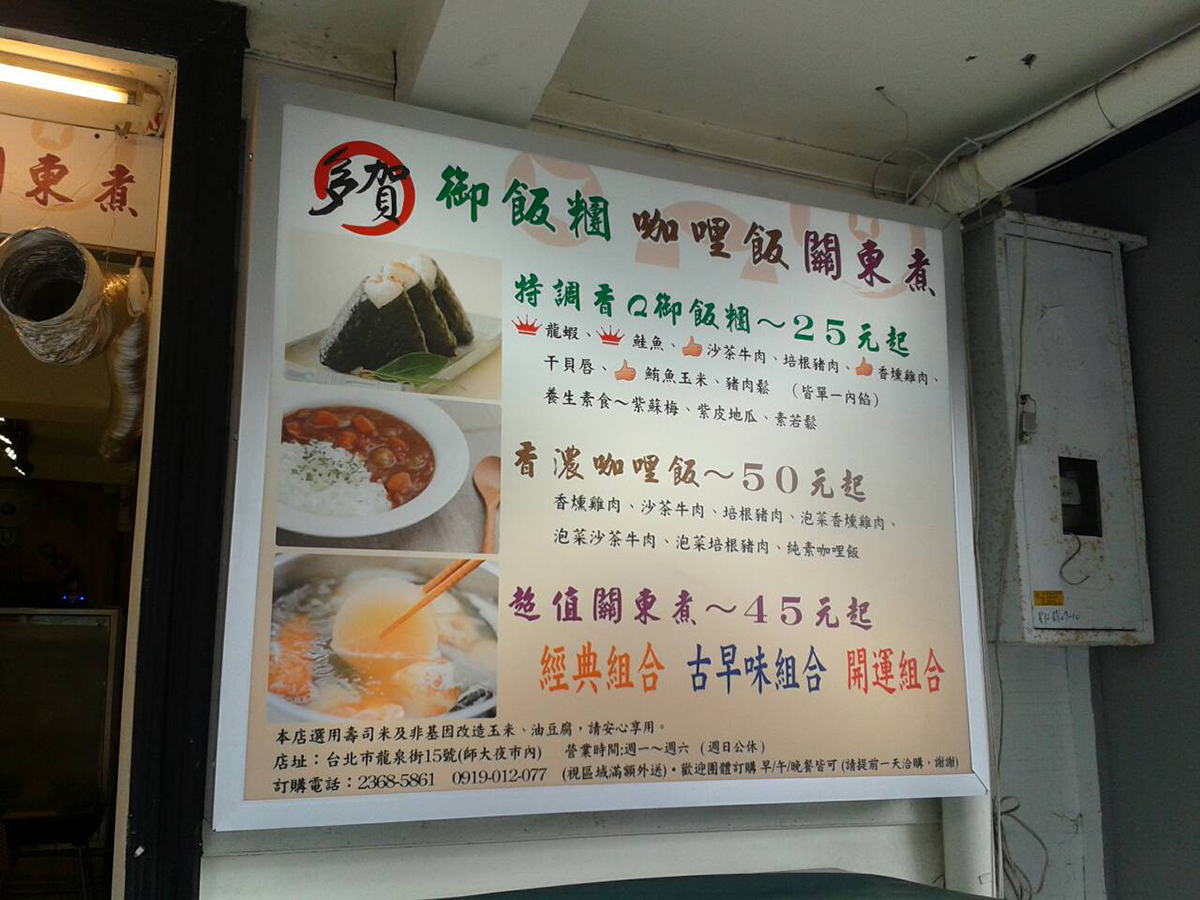 東煮
多賀 御飯糰 咖哩飯 關東煮
特調香Q御飯糰~25元起
龍蝦、鮭魚、沙茶牛肉、培根豬肉、香燻雞肉、
干貝唇、鮪魚玉米、豬肉鬆 (皆單一內餡)
養生素食~紫蘇梅、紫皮地瓜、素若鬆
香濃咖哩飯~50元起
香燻雞肉、沙茶牛肉、培根豬肉、泡菜香燻雞肉、
泡菜沙茶牛肉、泡菜培根豬肉、純素咖哩飯
超值關東煮~45元起
經典組合 古早味組合 開運組合
本店選用壽司米及非基因改造玉米、油豆腐,請安心享用。
店址:台北市龍泉街15號(師大夜市內) 營業時間:週一~週六 (週日公休)
訂購電話:2368-5861 0919-012-077 (視區域滿額外送)・歡迎團體訂購 早/午/晚餐皆可(請提前一天洽購,謝謝)